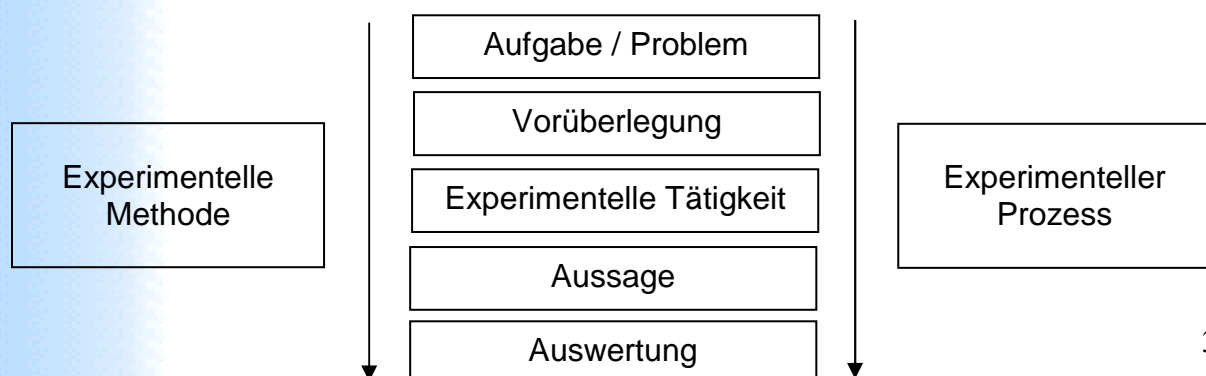 Aufgabe / Problem
Vorüberlegung
Experimentelle
Methode
Experimentelle Tätigkeit
Experimenteller
Prozess
Aussage
Auswertung